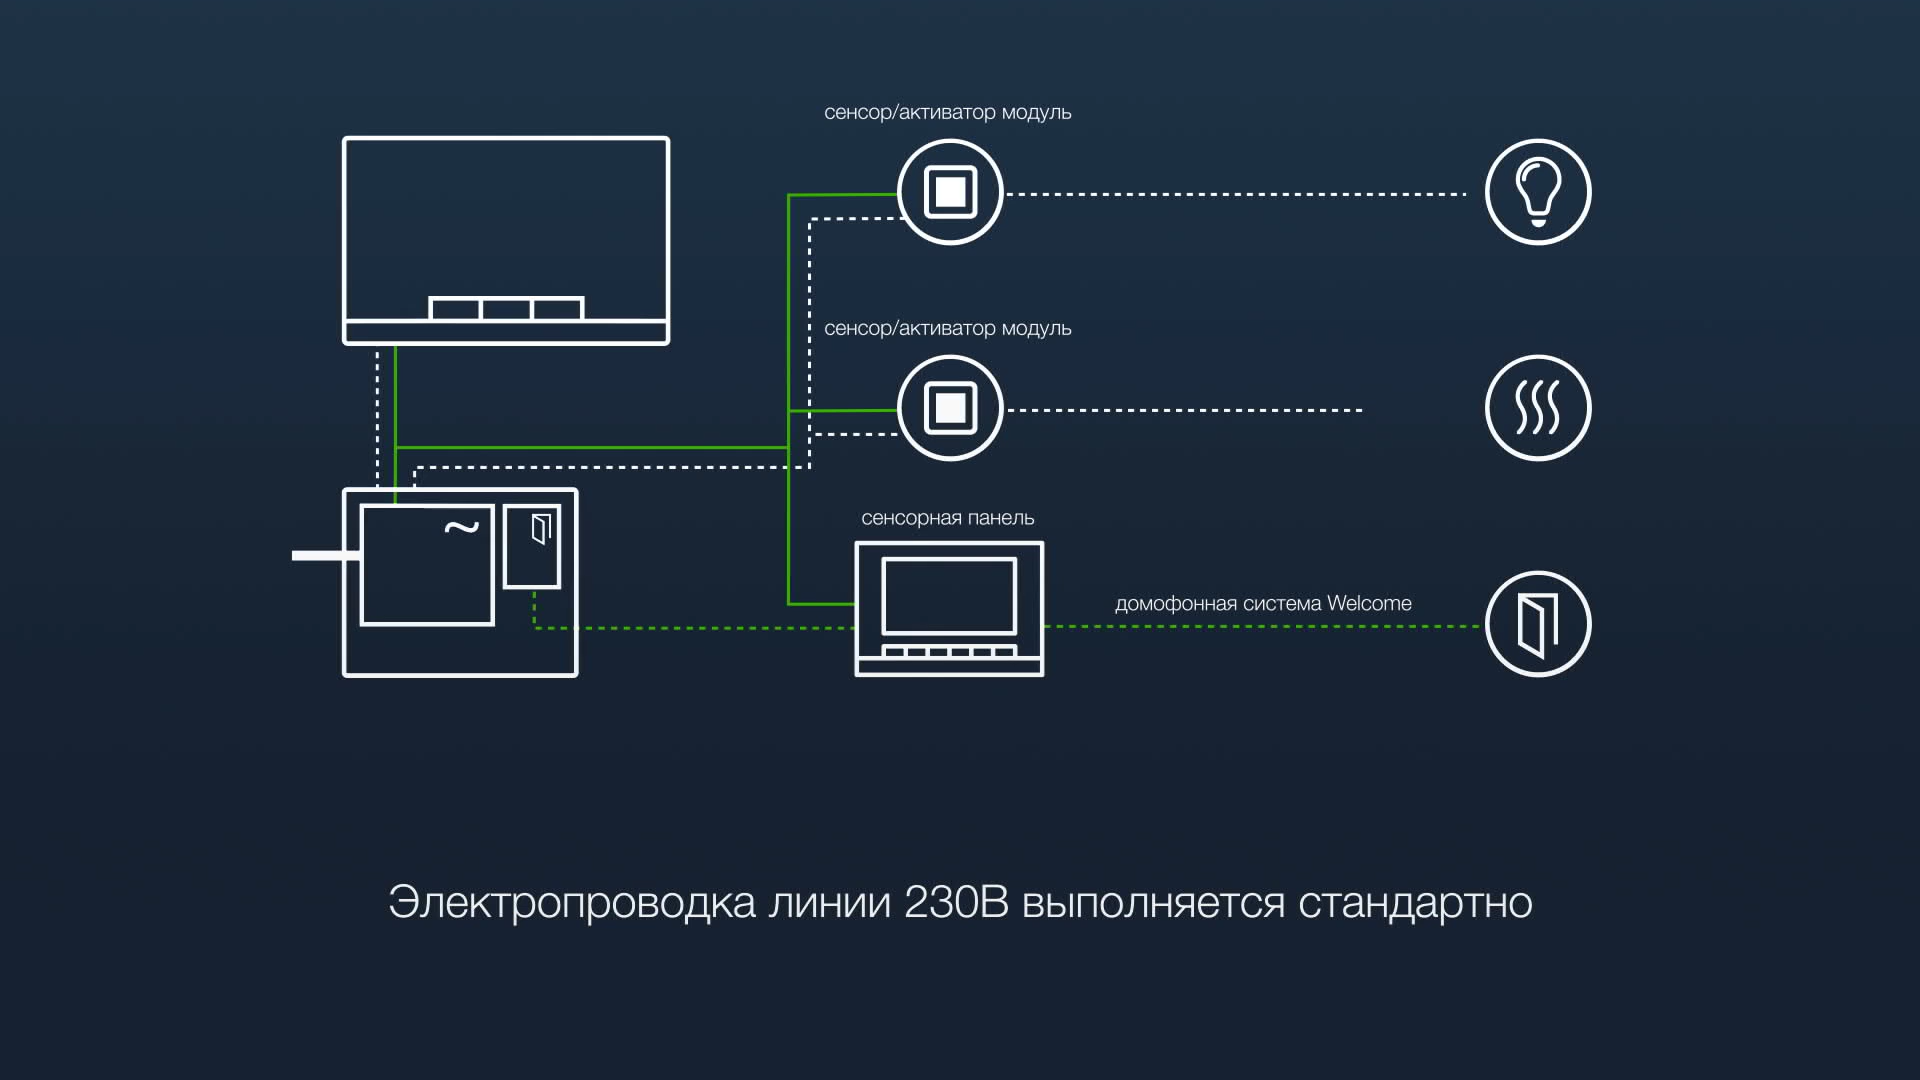 сенсор/активатор модуль
сенсор/активатор модуль
сенсорная панель
домофонная система Welcome
Электропроводка линии 230В выполняется стандартно